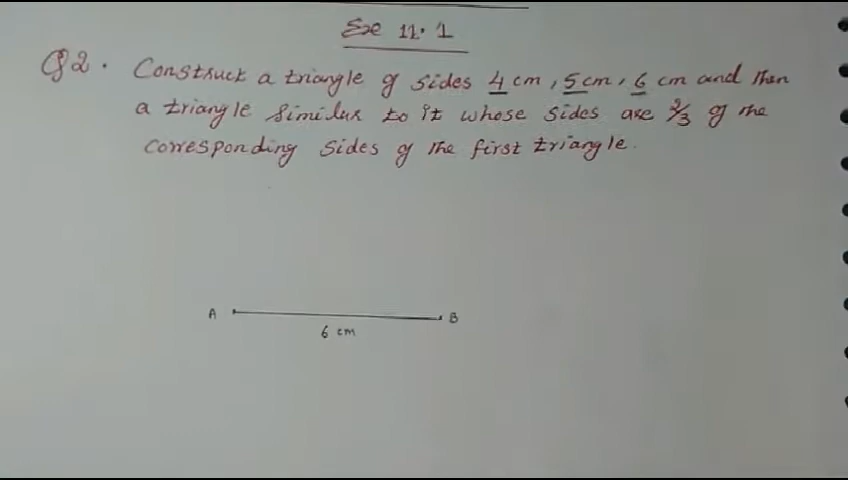 Exe 11.1
Q2. Construct a triangle of sides 4 cm, 5 cm, 6 cm and then
a triangle similar to it whose sides are 2/3 of the
corresponding sides of the first triangle.
A B
6 cm